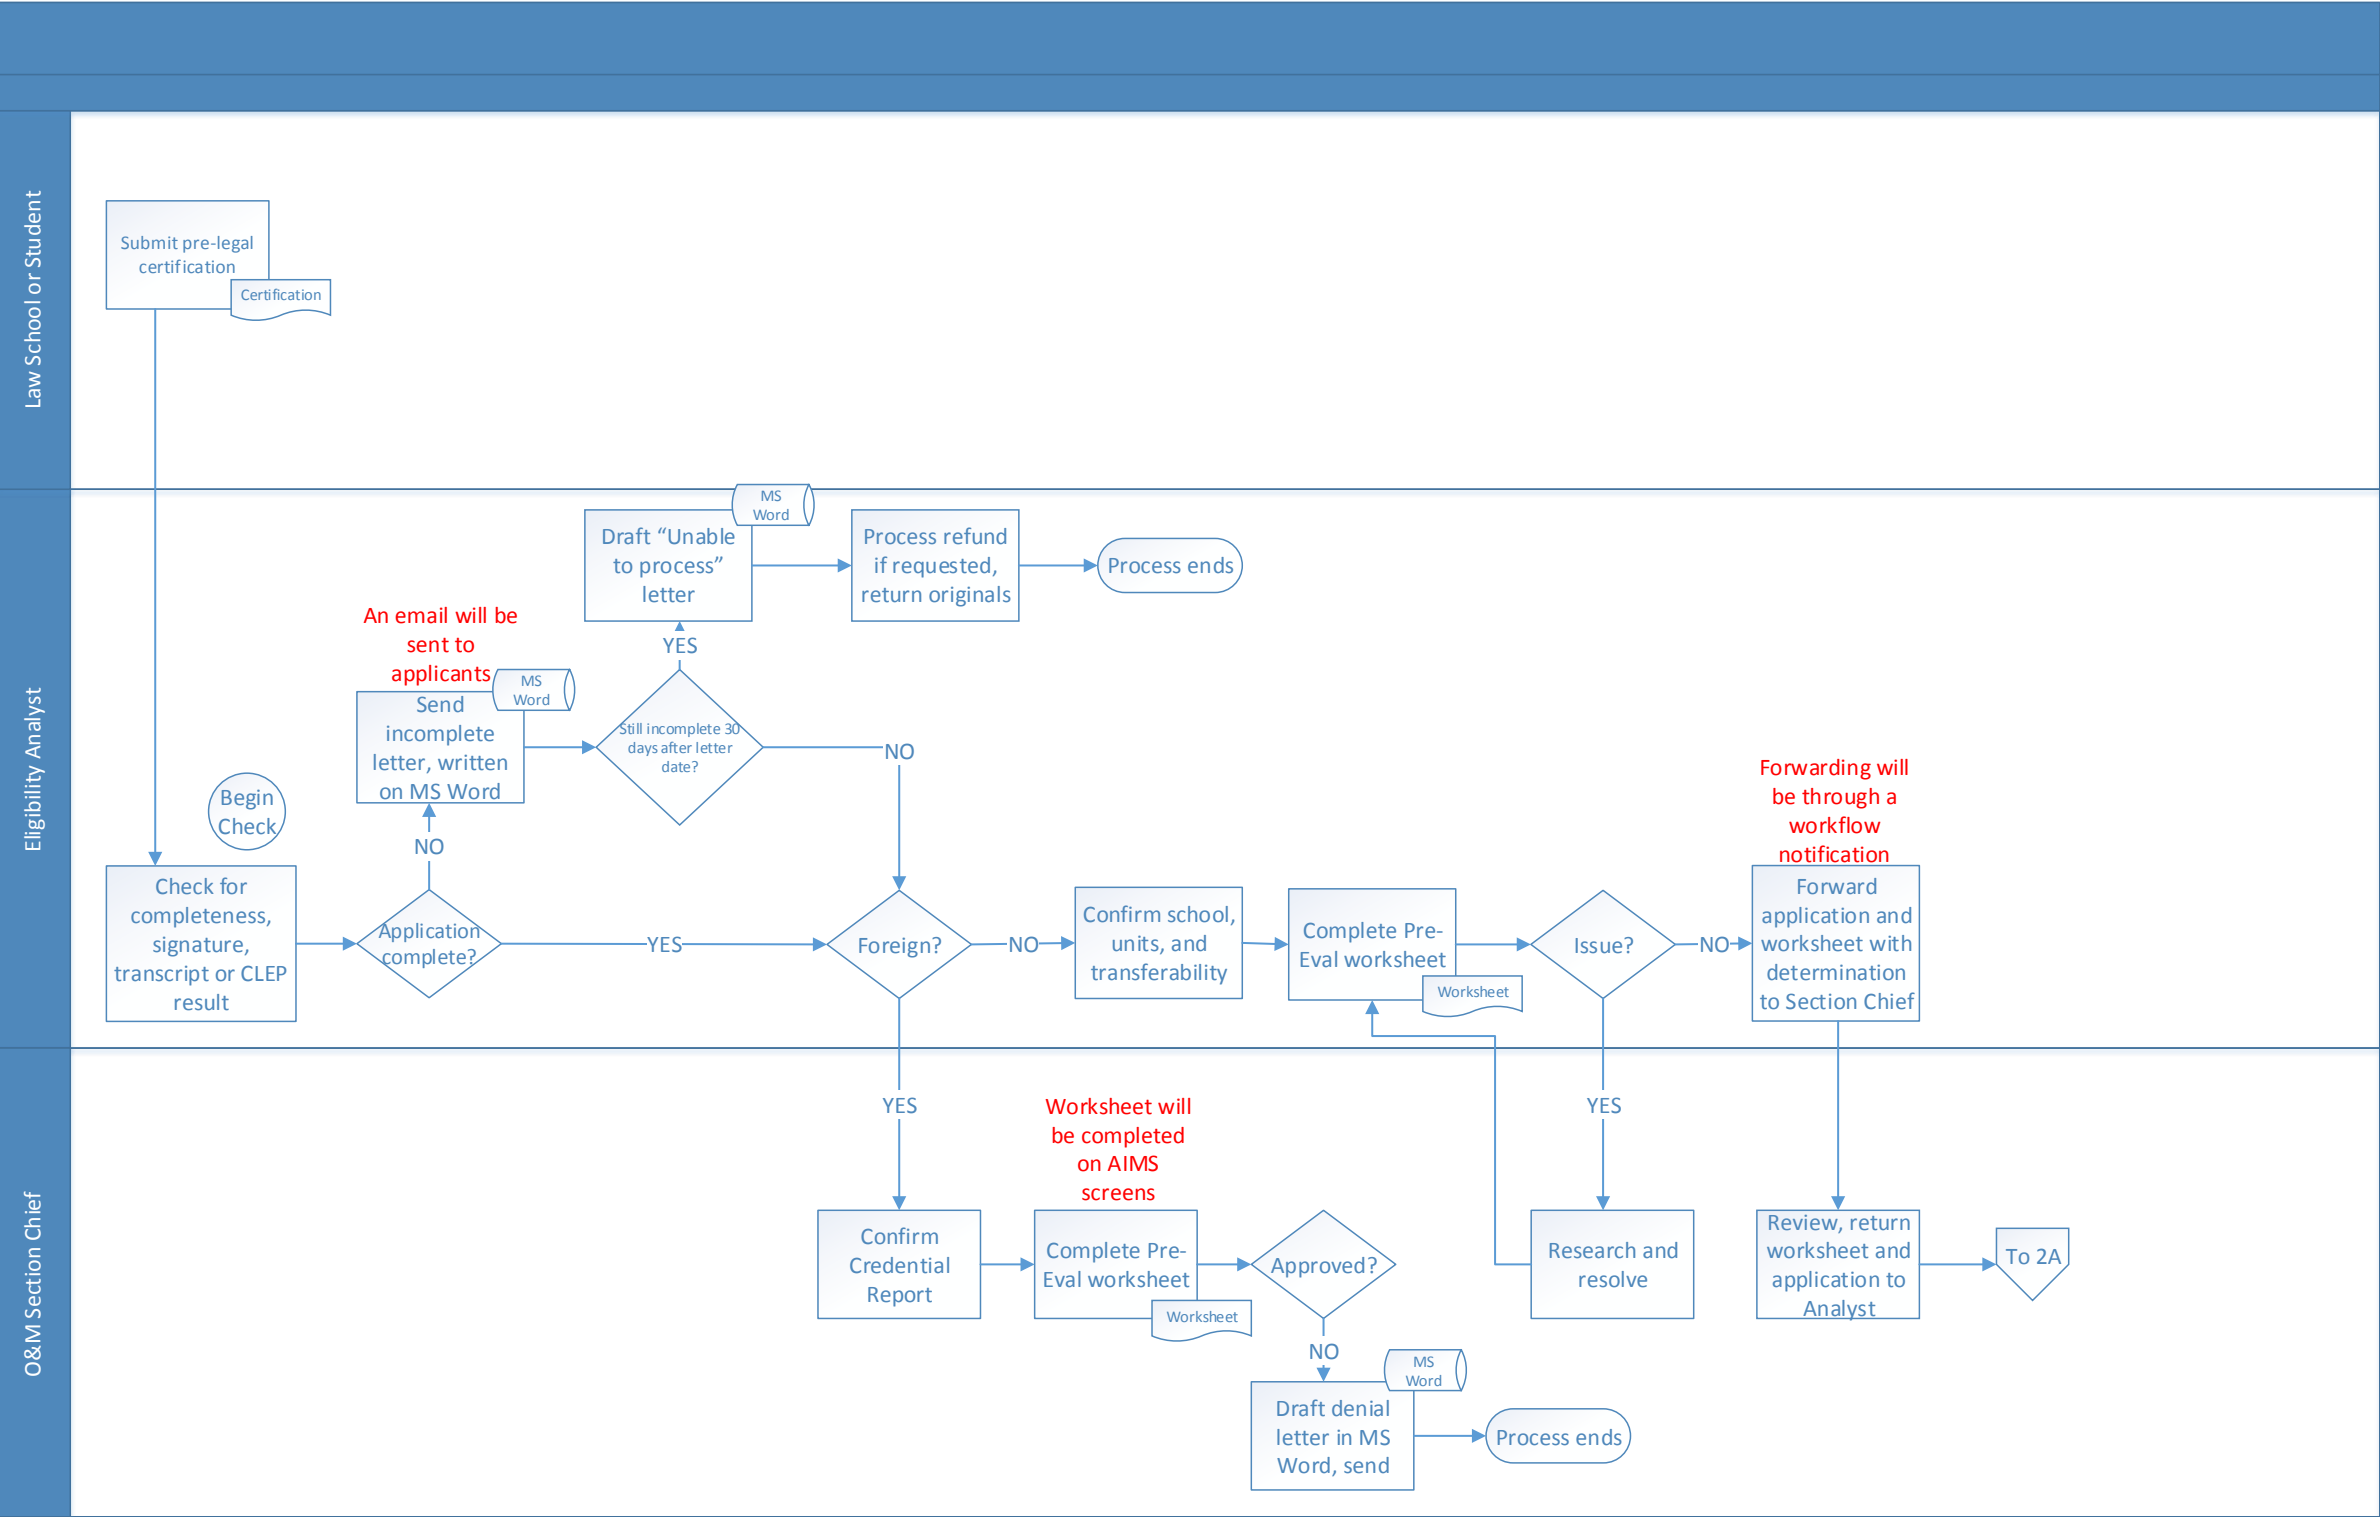 Law School or Student
Submit pre-legal
certification
Certification
Eligibility Analyst
MS
Word
Draft “Unable
to process”
letter
Process refund
if requested,
return originals
Process ends
YES
An email will be
sent to
applicants
MS
Word
Send
incomplete
letter, written
on MS Word
Still incomplete 30
days after letter
date?
NO
Begin
Check
NO
Check for
completeness,
signature,
transcript or CLEP
result
Application
complete?
YES
Foreign?
NO
Confirm school,
units, and
transferability
Complete Pre-
Eval worksheet
Worksheet
Issue?
NO
Forwarding will
be through a
workflow
notification
Forward
application and
worksheet with
determination
to Section Chief
O&M Section Chief
YES
Confirm
Credential
Report
Worksheet will
be completed
on AIMS
screens
Complete Pre-
Eval worksheet
Worksheet
Approved?
NO
MS
Word
Draft denial
letter in MS
Word, send
Process ends
YES
Research and
resolve
Review, return
worksheet and
application to
Analyst
To 2A